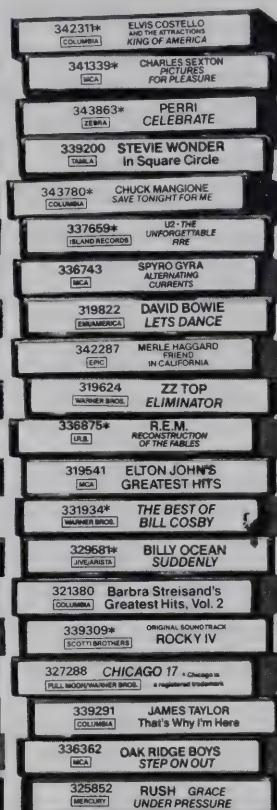 342311* ELVIS COSTELLO
AND THE ATTRACTIONS
COLUMBIA KING OF AMERICA
341339* CHARLES SEXTON
PICTURES
MCA FOR PLEASURE
343863* PERRI
ZEBRA CELEBRATE
339200 STEVIE WONDER
TAMLA In Square Circle
343780* CHUCK MANGIONE
COLUMBIA SAVE TONIGHT FOR ME
337659* U2 - THE
UNFORGETTABLE
ISLAND RECORDS FIRE
336743 SPYRO GYRA
ALTERNATING
MCA CURRENTS
319822 DAVID BOWIE
EMI/AMERICA LETS DANCE
342287 MERLE HAGGARD
FRIEND
EPIC IN CALIFORNIA
319624 ZZ TOP
WARNER BROS. ELIMINATOR
336875* R.E.M.
RECONSTRUCTION
I.R.S. OF THE FABLES
319541 ELTON JOHN'S
MCA GREATEST HITS
331934* THE BEST OF
WARNER BROS. BILL COSBY
329581* BILLY OCEAN
JIVE/ARISTA SUDDENLY
321380 Barbra Streisand's
COLUMBIA Greatest Hits, Vol. 2
339309* ORIGINAL SOUNDTRACK
SCOTTI BROTHERS ROCKY IV
327288 CHICAGO 17 * Chicago is
FULL MOON/WARNER BROS. a registered trademark
339291 JAMES TAYLOR
COLUMBIA That's Why I'm Here
336362 OAK RIDGE BOYS
MCA STEP ON OUT
325852 RUSH GRACE
MERCURY UNDER PRESSURE